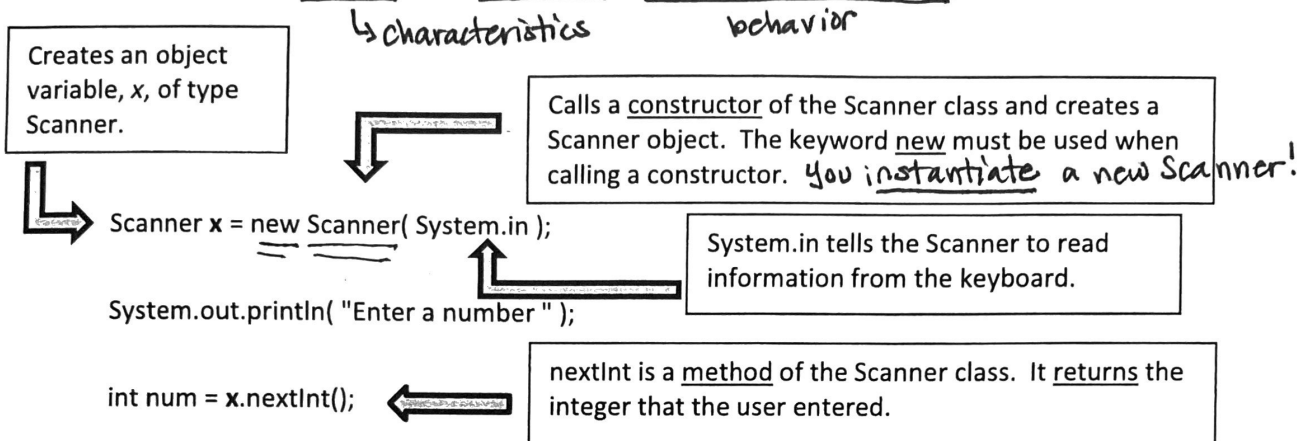 ↳ characteristics
behavior
Creates an object
variable, x, of type
Scanner.
Calls a constructor of the Scanner class and creates a
Scanner object. The keyword new must be used when
calling a constructor. You instantiate a new Scanner!
Scanner x = new Scanner( System.in );
System.in tells the Scanner to read
information from the keyboard.
System.out.println( "Enter a number " );
nextInt is a method of the Scanner class. It returns the
integer that the user entered.
int num = x.nextInt();